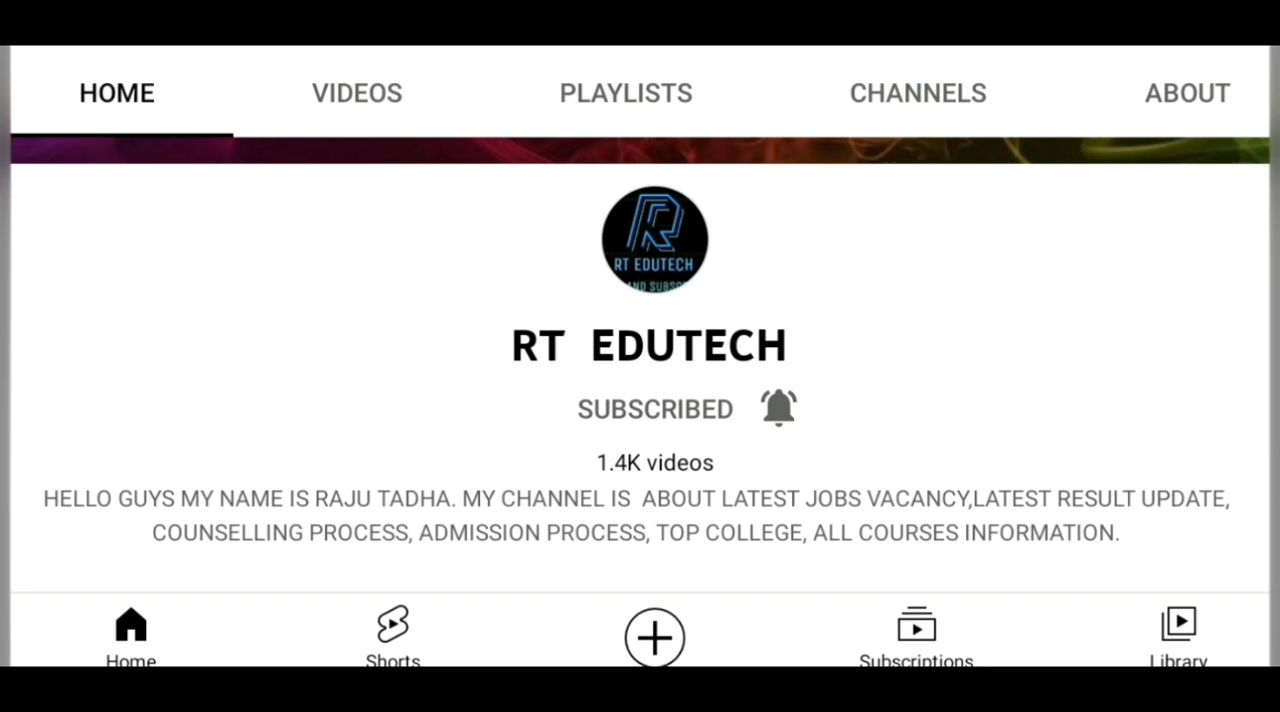 HOME VIDEOS PLAYLISTS CHANNELS ABOUT
RT EDUTECH
AND SUBSC
RT EDUTECH
SUBSCRIBED
1.4K videos
HELLO GUYS MY NAME IS RAJU TADHA. MY CHANNEL IS ABOUT LATEST JOBS VACANCY,LATEST RESULT UPDATE,
COUNSELLING PROCESS, ADMISSION PROCESS, TOP COLLEGE, ALL COURSES INFORMATION.
Home Shorts Subscriptions Library